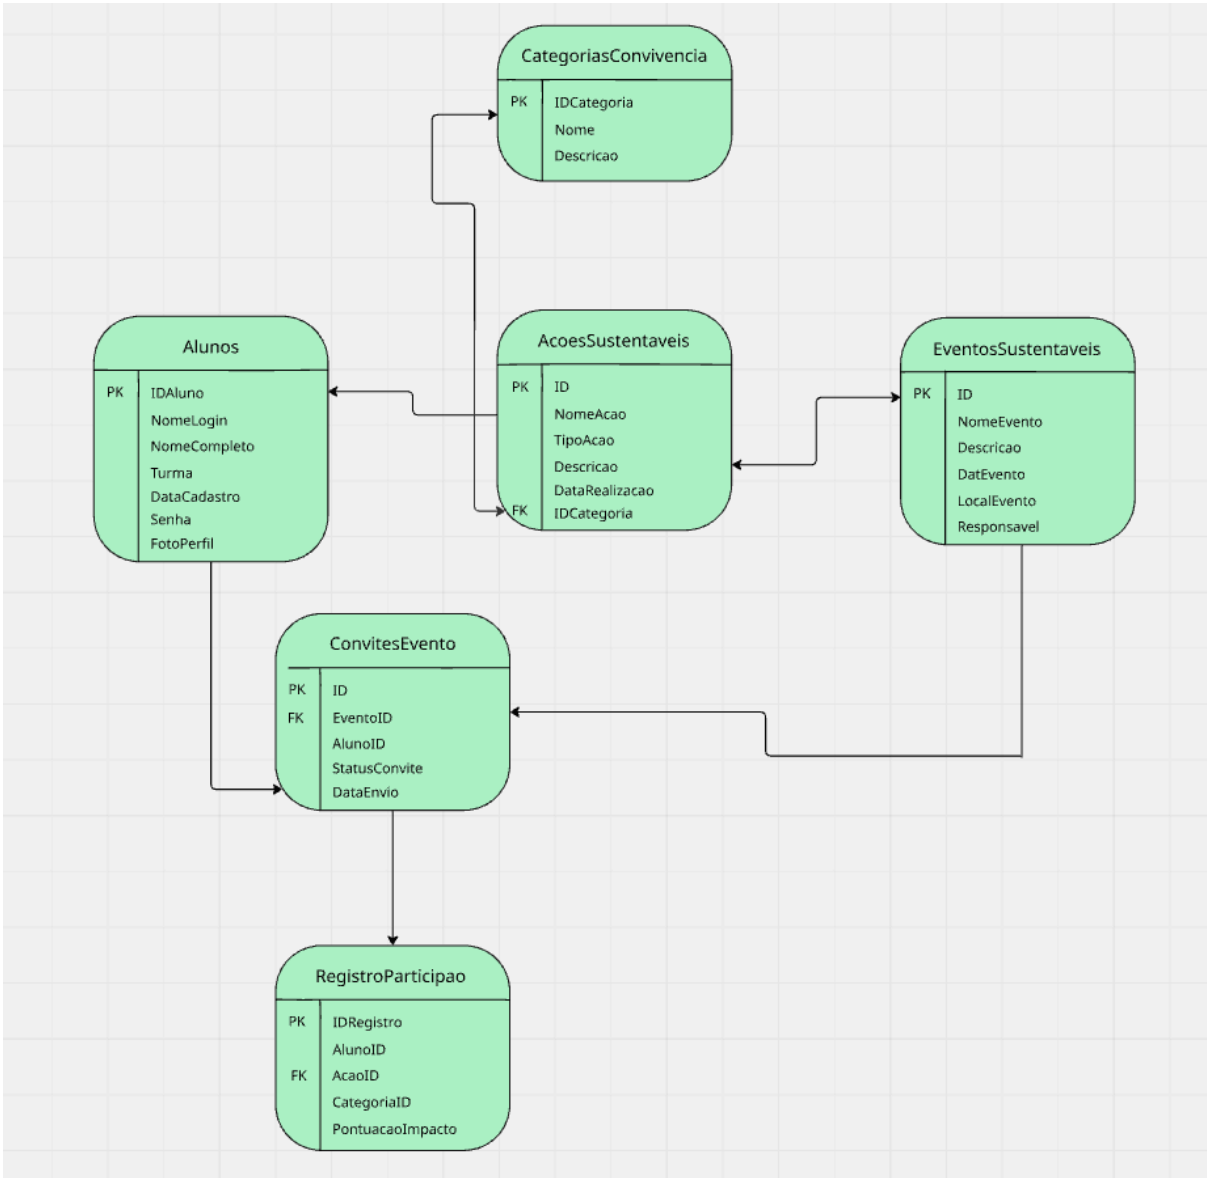 CategoriasConvivencia
PK IDCategoria
Nome
Descricao
Alunos
PK IDAluno
NomeLogin
NomeCompleto
Turma
DataCadastro
Senha
FotoPerfil
AcoesSustentaveis
PK ID
NomeAcao
TipoAcao
Descricao
DataRealizacao
FK IDCategoria
EventosSustentaveis
PK ID
NomeEvento
Descricao
DatEvento
LocalEvento
Responsavel
ConvitesEvento
PK ID
FK EventoID
AlunoID
StatusConvite
DataEnvio
RegistroParticipao
PK IDRegistro
AlunoID
FK AcaoID
CategoriaID
PontuacaoImpacto